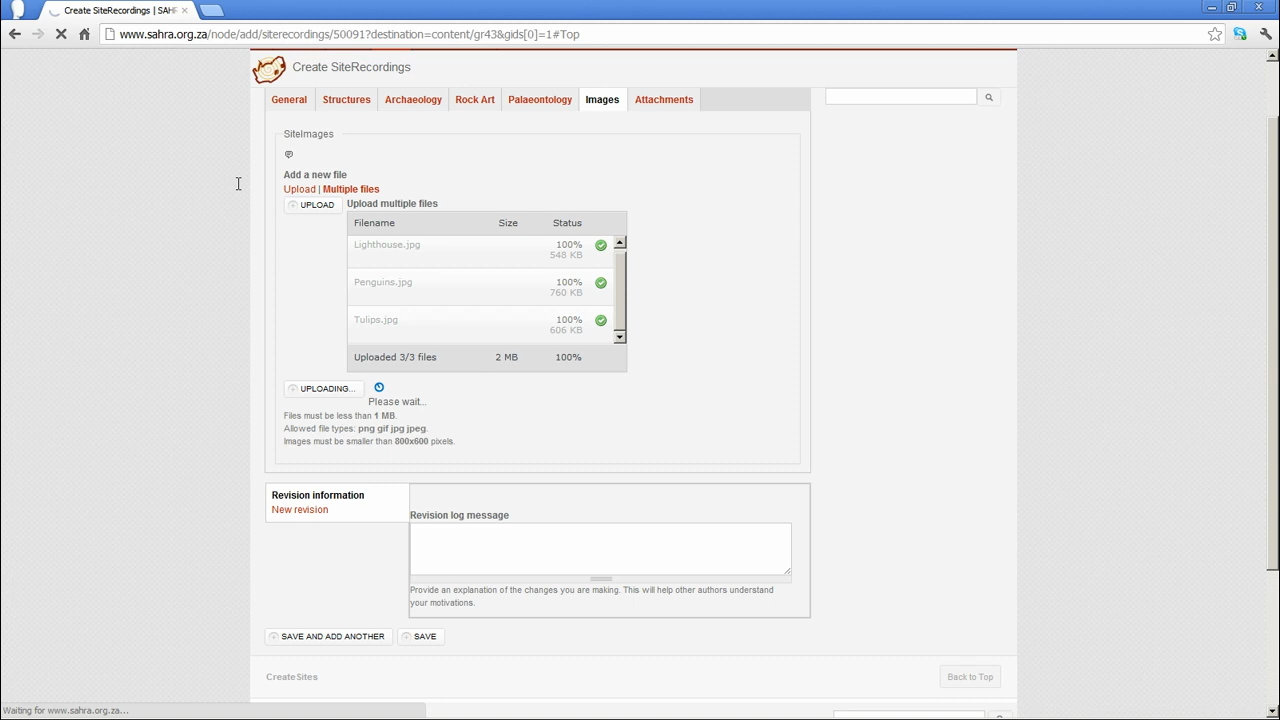 Create SiteRecordings | SAHR
www.sahra.org.za/node/add/siterecordings/50091?destination=content/gr43&gids[0]=1#Top
Create SiteRecordings
General Structures Archaeology Rock Art Palaeontology Images Attachments
SiteImages
Add a new file
Upload | Multiple files
UPLOAD
Upload multiple files
Filename Size Status
Lighthouse.jpg 100%
548 KB
Penguins.jpg 100%
760 KB
Tulips.jpg 100%
606 KB
Uploaded 3/3 files 2 MB 100%
UPLOADING...
Please wait...
Files must be less than 1 MB.
Allowed file types: png gif jpg jpeg.
Images must be smaller than 800x600 pixels.
Revision information
New revision
Revision log message
Provide an explanation of the changes you are making. This will help other authors understand
your motivations.
SAVE AND ADD ANOTHER SAVE
Create Sites
Back to Top
Waiting for www.sahra.org.za...